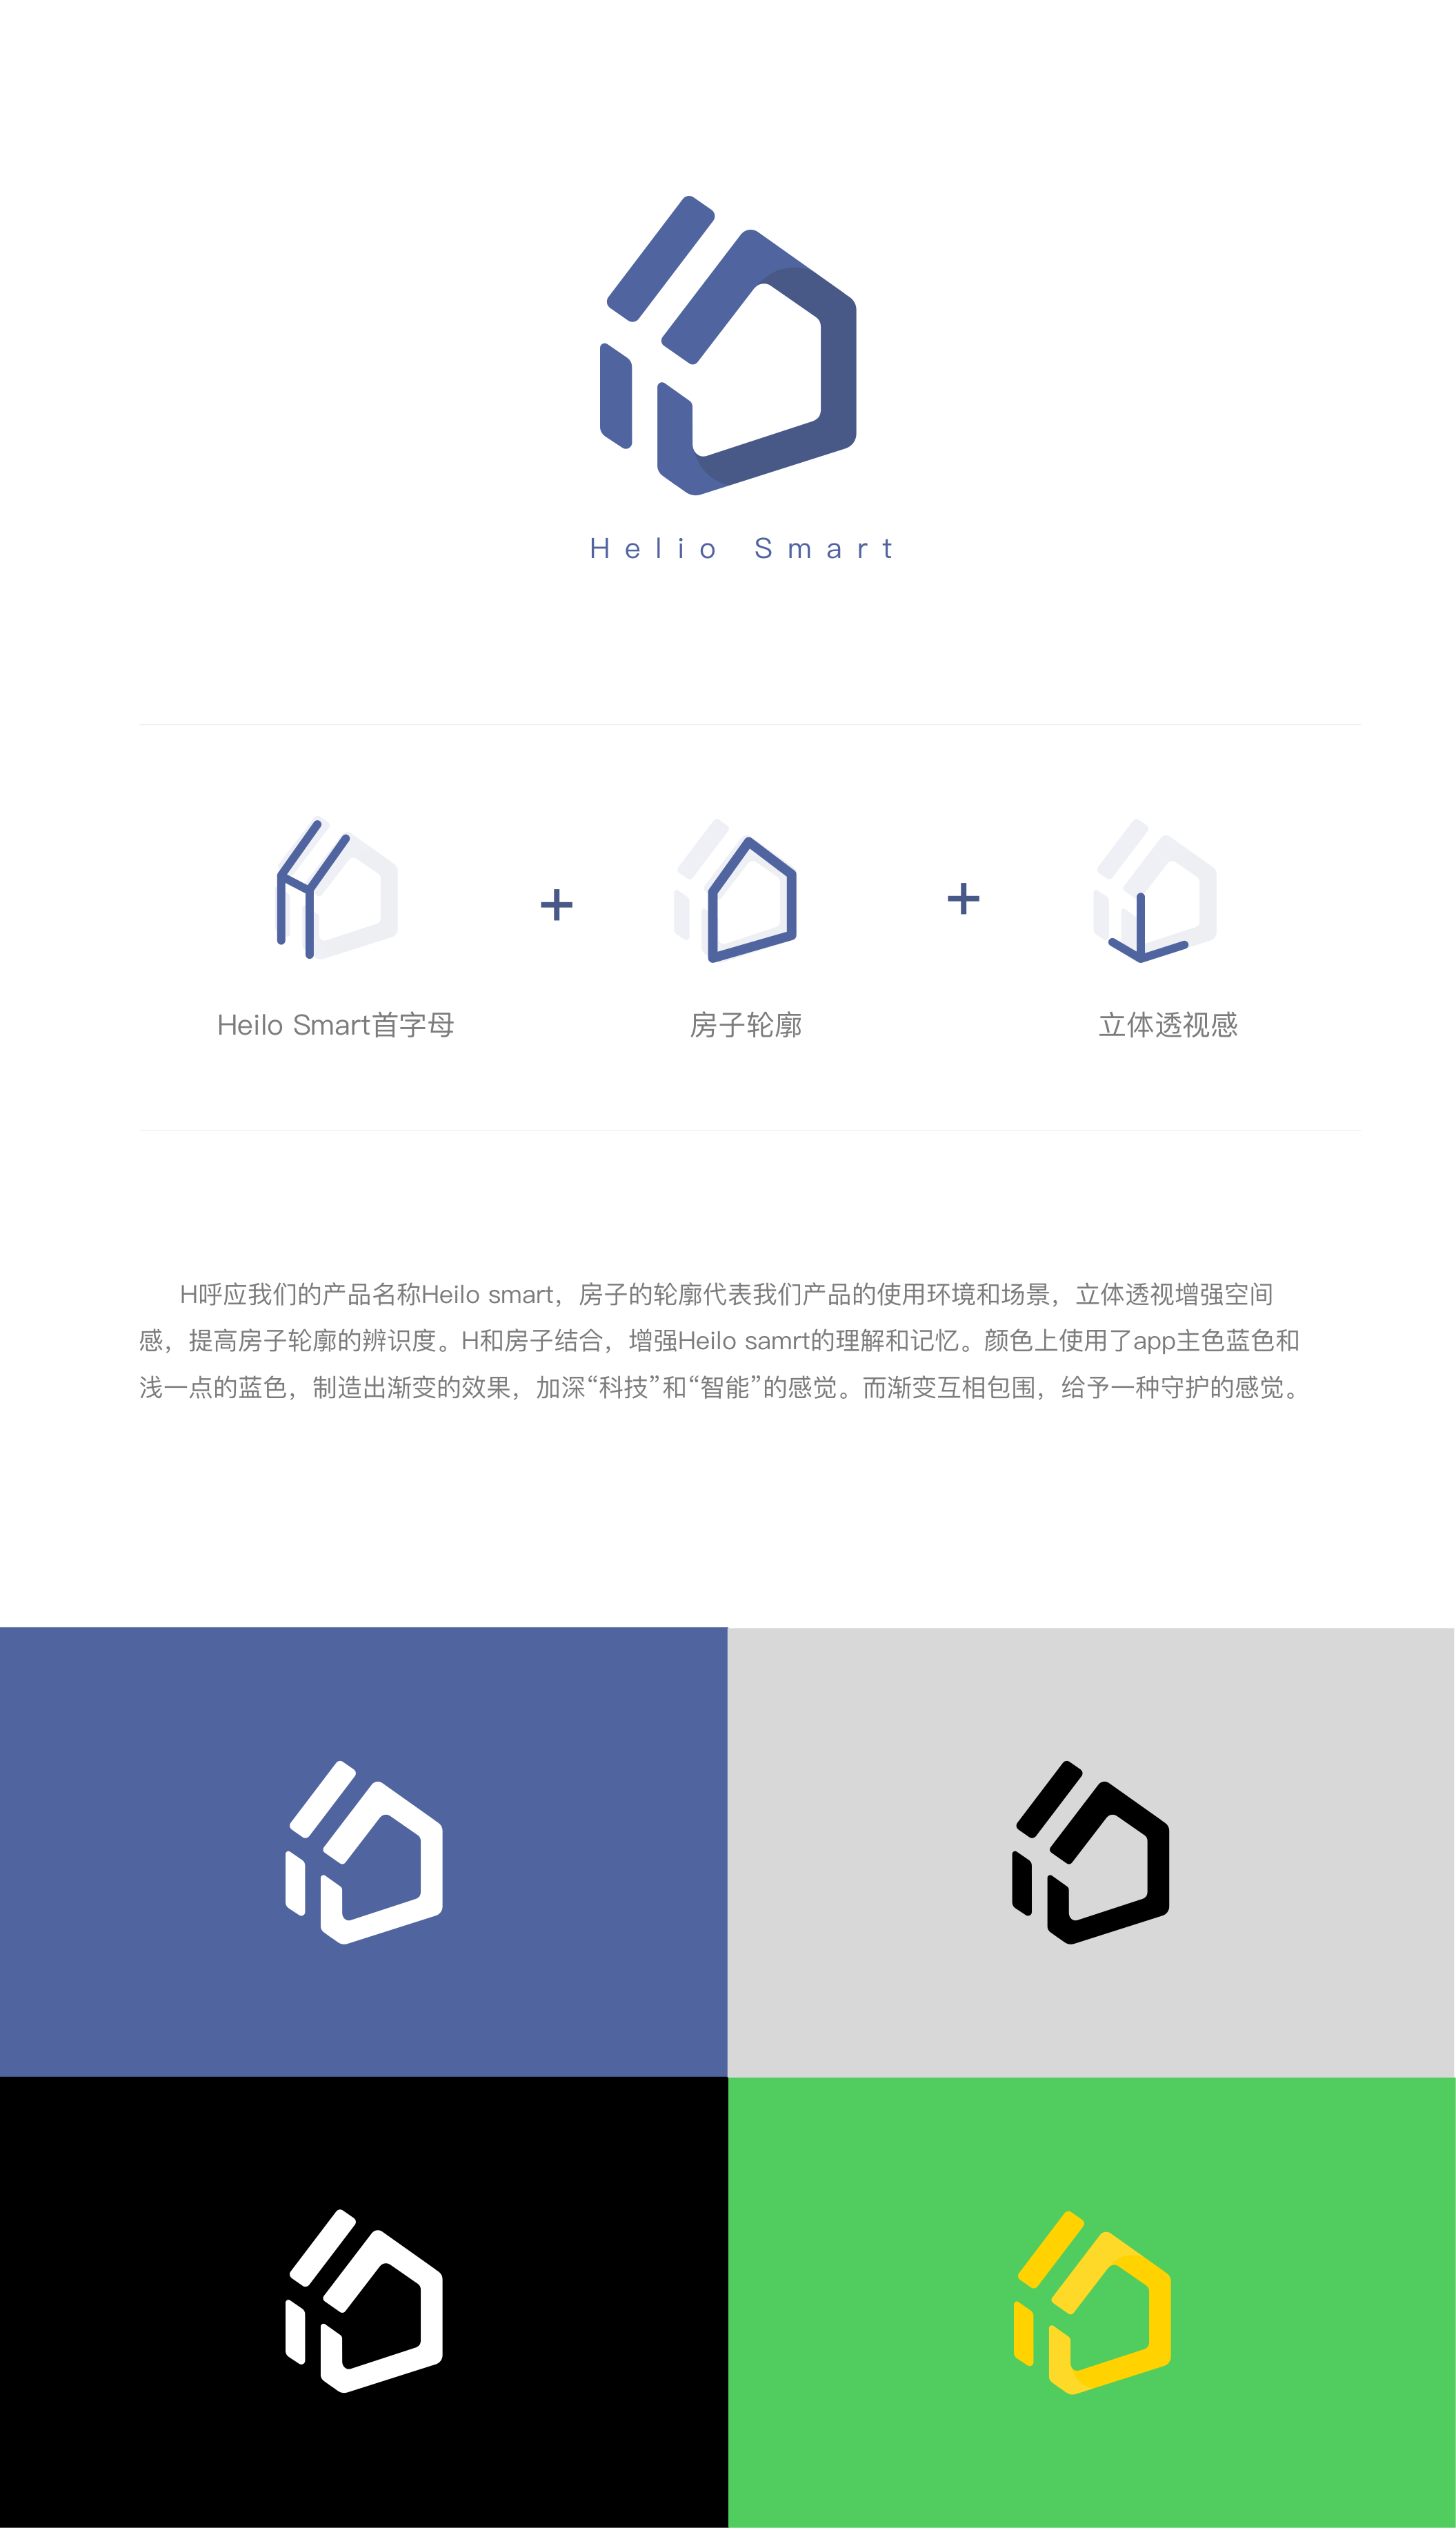 Helio Smart
Heilo Smart首字母
房子轮廓
立体透视感
H呼应我们的产品名称Heilo smart，房子的轮廓代表我们产品的使用环境和场景，立体透视增强空间
感，提高房子轮廓的辨识度。H和房子结合，增强Heilo samrt的理解和记忆。颜色上使用了app主色蓝色和
浅一点的蓝色，制造出渐变的效果，加深“科技”和“智能”的感觉。而渐变互相包围，给予一种守护的感觉。